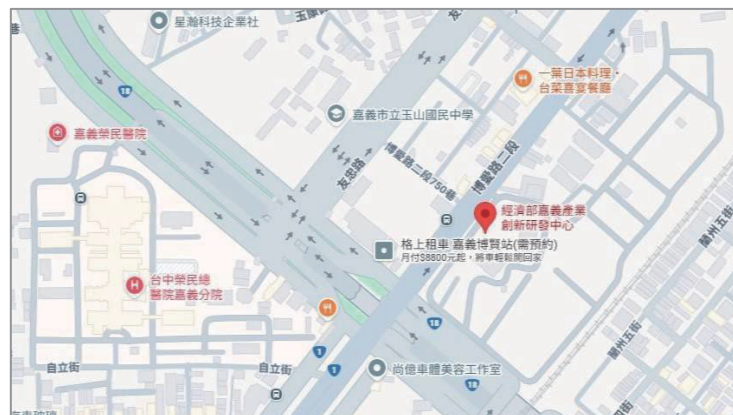 星瀚科技企業社
18
一葉日本料理・
台菜喜宴餐廳
嘉義市立玉山國民中學
嘉義榮民醫院
博愛路二段750巷
友忠路
博愛路二段
經濟部嘉義產業
創新研發中心
格上租車 嘉義博賢站(需預約)
月付$8800元起，將車輕鬆開回家
蘭州五街
台中榮民總
醫院嘉義分院
18
1
自立街
自立街
1
尚億車體美容工作室
18
蘭州五街